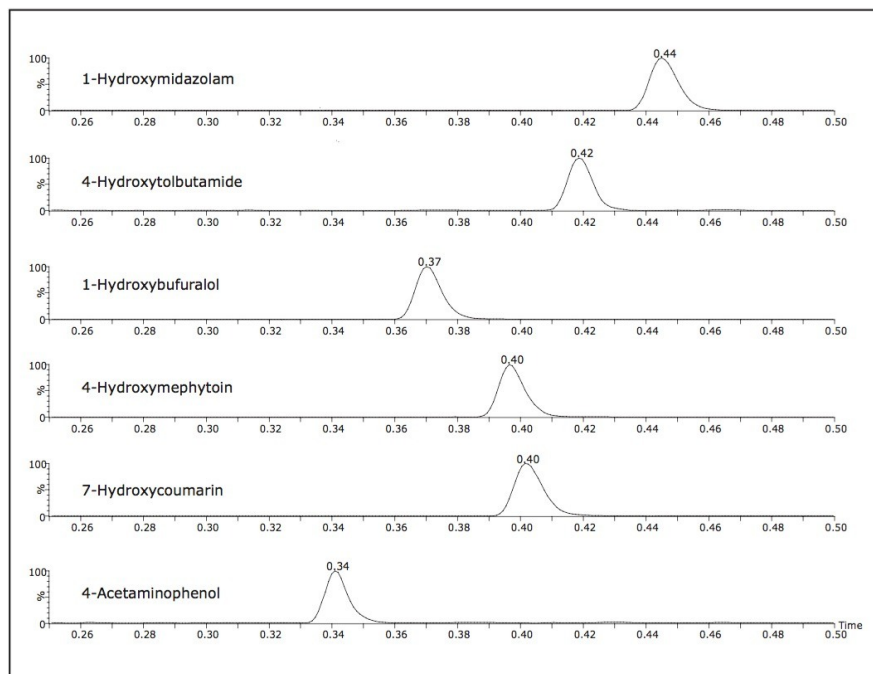 0.44
100
%
0
1-Hydroxymidazolam
0.26 0.28 0.30 0.32 0.34 0.36 0.38 0.40 0.42 0.44 0.46 0.48 0.50
0.42
100
%
0
4-Hydroxytolbutamide
0.26 0.28 0.30 0.32 0.34 0.36 0.38 0.40 0.42 0.44 0.46 0.48 0.50
0.37
100
%
0
1-Hydroxybufuralol
0.26 0.28 0.30 0.32 0.34 0.36 0.38 0.40 0.42 0.44 0.46 0.48 0.50
0.40
100
%
0
4-Hydroxymephytoin
0.26 0.28 0.30 0.32 0.34 0.36 0.38 0.40 0.42 0.44 0.46 0.48 0.50
0.40
100
%
0
7-Hydroxycoumarin
0.26 0.28 0.30 0.32 0.34 0.36 0.38 0.40 0.42 0.44 0.46 0.48 0.50
0.34
100
%
0
4-Acetaminophenol
Time
0.26 0.28 0.30 0.32 0.34 0.36 0.38 0.40 0.42 0.44 0.46 0.48 0.50